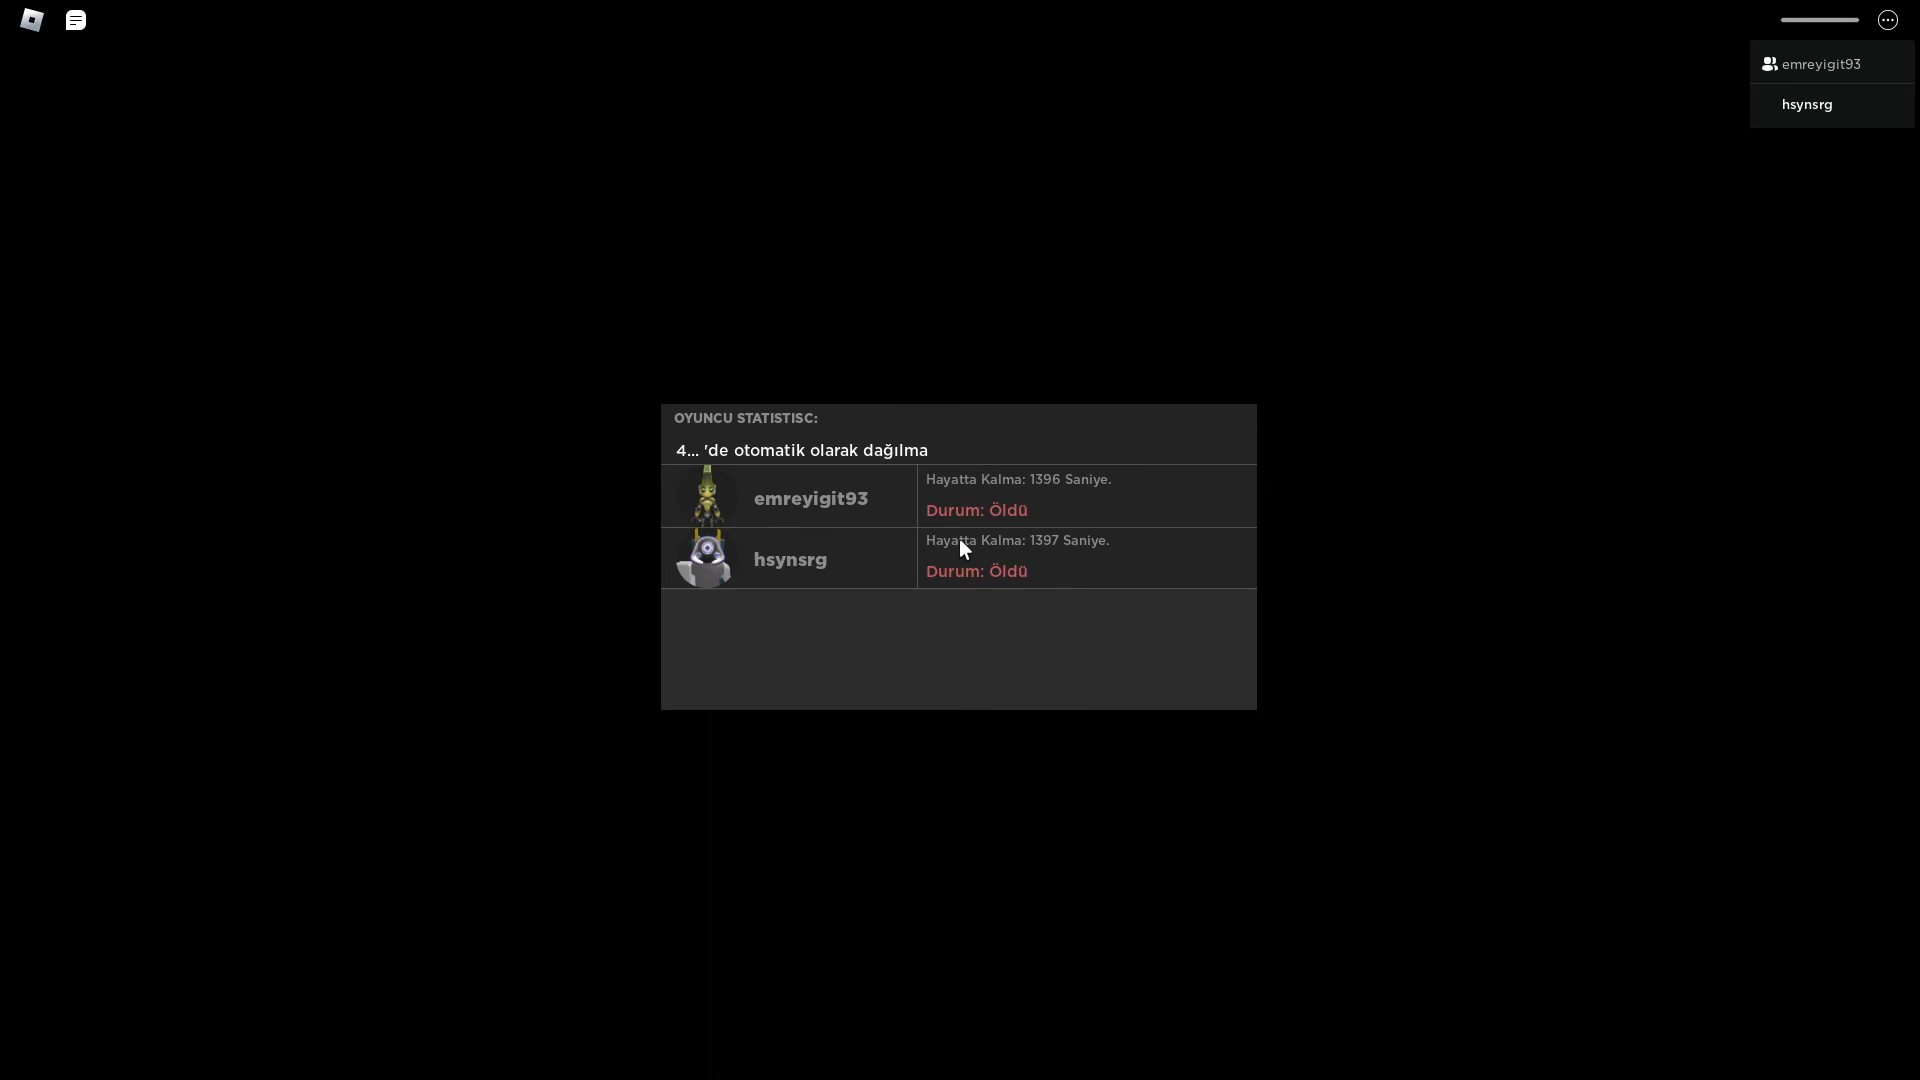 emreyigit93
hsynsrg
OYUNCU STATISTISC:
4... 'de otomatik olarak dağılma
emreyigit93
Hayatta Kalma: 1396 Saniye.
Durum: Öldü
hsynsrg
Hayatta Kalma: 1397 Saniye.
Durum: Öldü